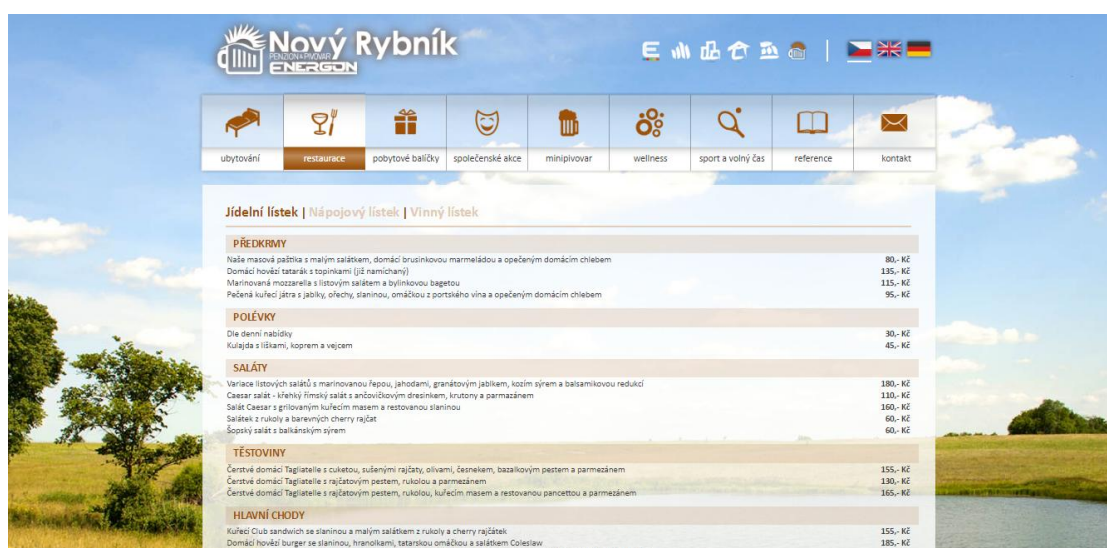 Nový Rybník
PENZION & PIVOVAR
ENERGON
ubytování
restaurace
pobytové balíčky
společenské akce
minipivovar
wellness
sport a volný čas
reference
kontakt
Jídelní lístek | Nápojový lístek | Vinný lístek
PŘEDKRMY
Naše masová paštika s malým salátkem, domácí brusinkovou marmeládou a opečeným domácím chlebem 80,- Kč
Domácí hovězí tatarák s topinkami (již namíchaný) 135,- Kč
Marinovaná mozzarella s listovým salátem a bylinkovou bagetou 115,- Kč
Pečená kuřecí játra s jablky, ořechy, slaninou, omáčkou z portského vína a opečeným domácím chlebem 95,- Kč
POLÉVKY
Dle denní nabídky 30,- Kč
Kulajda s liškami, koprem a vejcem 45,- Kč
SALÁTY
Variace listových salátů s marinovanou řepou, jahodami, granátovým jablkem, kozím sýrem a balsamikovou redukcí 180,- Kč
Caesar salát - křehký římský salát s ančovičkovým dresinkem, krutony a parmazánem 110,- Kč
Salát Caesar s grilovaným kuřecím masem a restovanou slaninou 160,- Kč
Salátek z rukoly a barevných cherry rajčat 60,- Kč
Šopský salát s balkánským sýrem 60,- Kč
TĚSTOVINY
Čerstvé domácí Tagliatelle s cuketou, sušenými rajčaty, olivami, česnekem, bazalkovým pestem a parmezánem 155,- Kč
Čerstvé domácí Tagliatelle s rajčatovým pestem, rukolou a parmezánem 130,- Kč
Čerstvé domácí Tagliatelle s rajčatovým pestem, rukolou, kuřecím masem a restovanou pancettou a parmezánem 165,- Kč
HLAVNÍ CHODY
Kuřecí Club sandwich se slaninou a malým salátkem z rukoly a cherry rajčátek 155,- Kč
Domácí hovězí burger se slaninou, hranolkami, tatarskou omáčkou a salátkem Coleslaw 185,- Kč